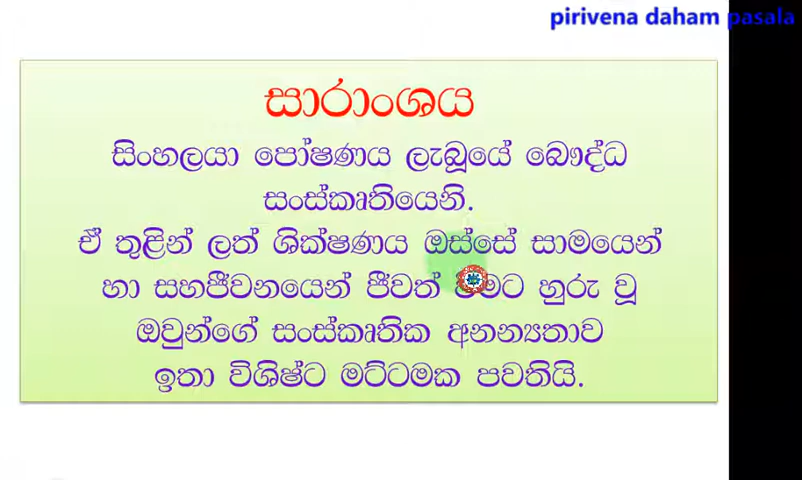 pirivena daham pasala
සාරාංශය
සිංහලයා පෝෂණය ලැබූයේ බෞද්ධ
සංස්කෘතියෙනි.
ඒ තුළින් ලත් ශික්ෂණය ඔස්සේ සාමයෙන්
හා සහජීවනයෙන් ජීවත් හුරු වූ
ඔවුන්ගේ සංස්කෘතික අනන්‍යතාව
ඉතා විශිෂ්ට මට්ටමක පවතියි.